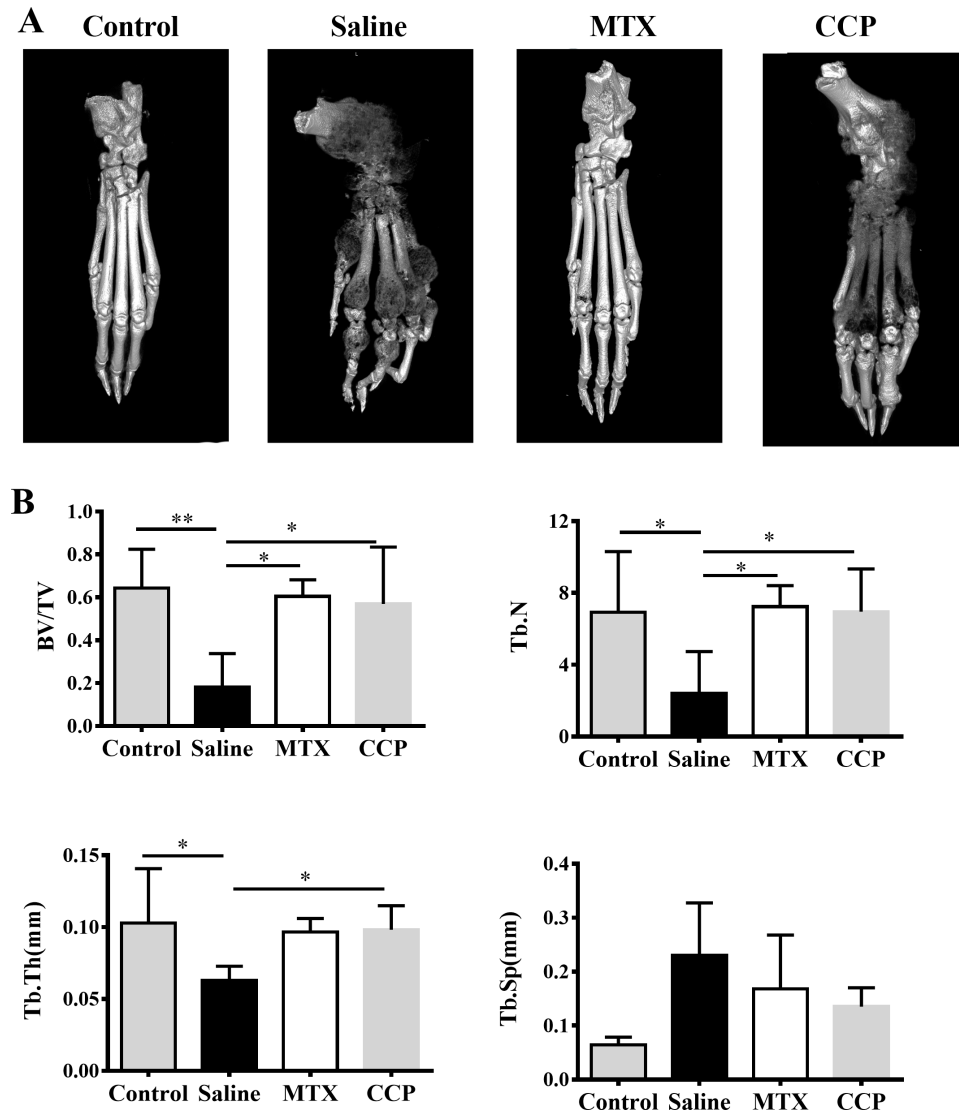 A
Control Saline MTX CCP
B
BV/TV
1.0
0.8
0.6
0.4
0.2
0.0
**
*
*
Control Saline MTX CCP
Tb.N
12
8
4
0
*
*
*
Control Saline MTX CCP
Tb.Th(mm)
0.15
0.10
0.05
0.00
*
*
Control Saline MTX CCP
Tb.Sp(mm)
0.4
0.3
0.2
0.1
0.0
Control Saline MTX CCP